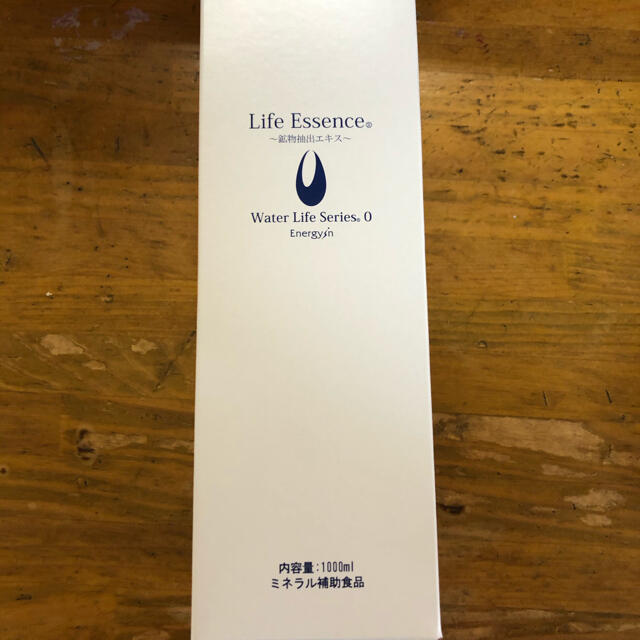 Life Essence®
～鉱物抽出エキス～
Water Life Series® 0
Energyin
内容量:1000ml
ミネラル補助食品